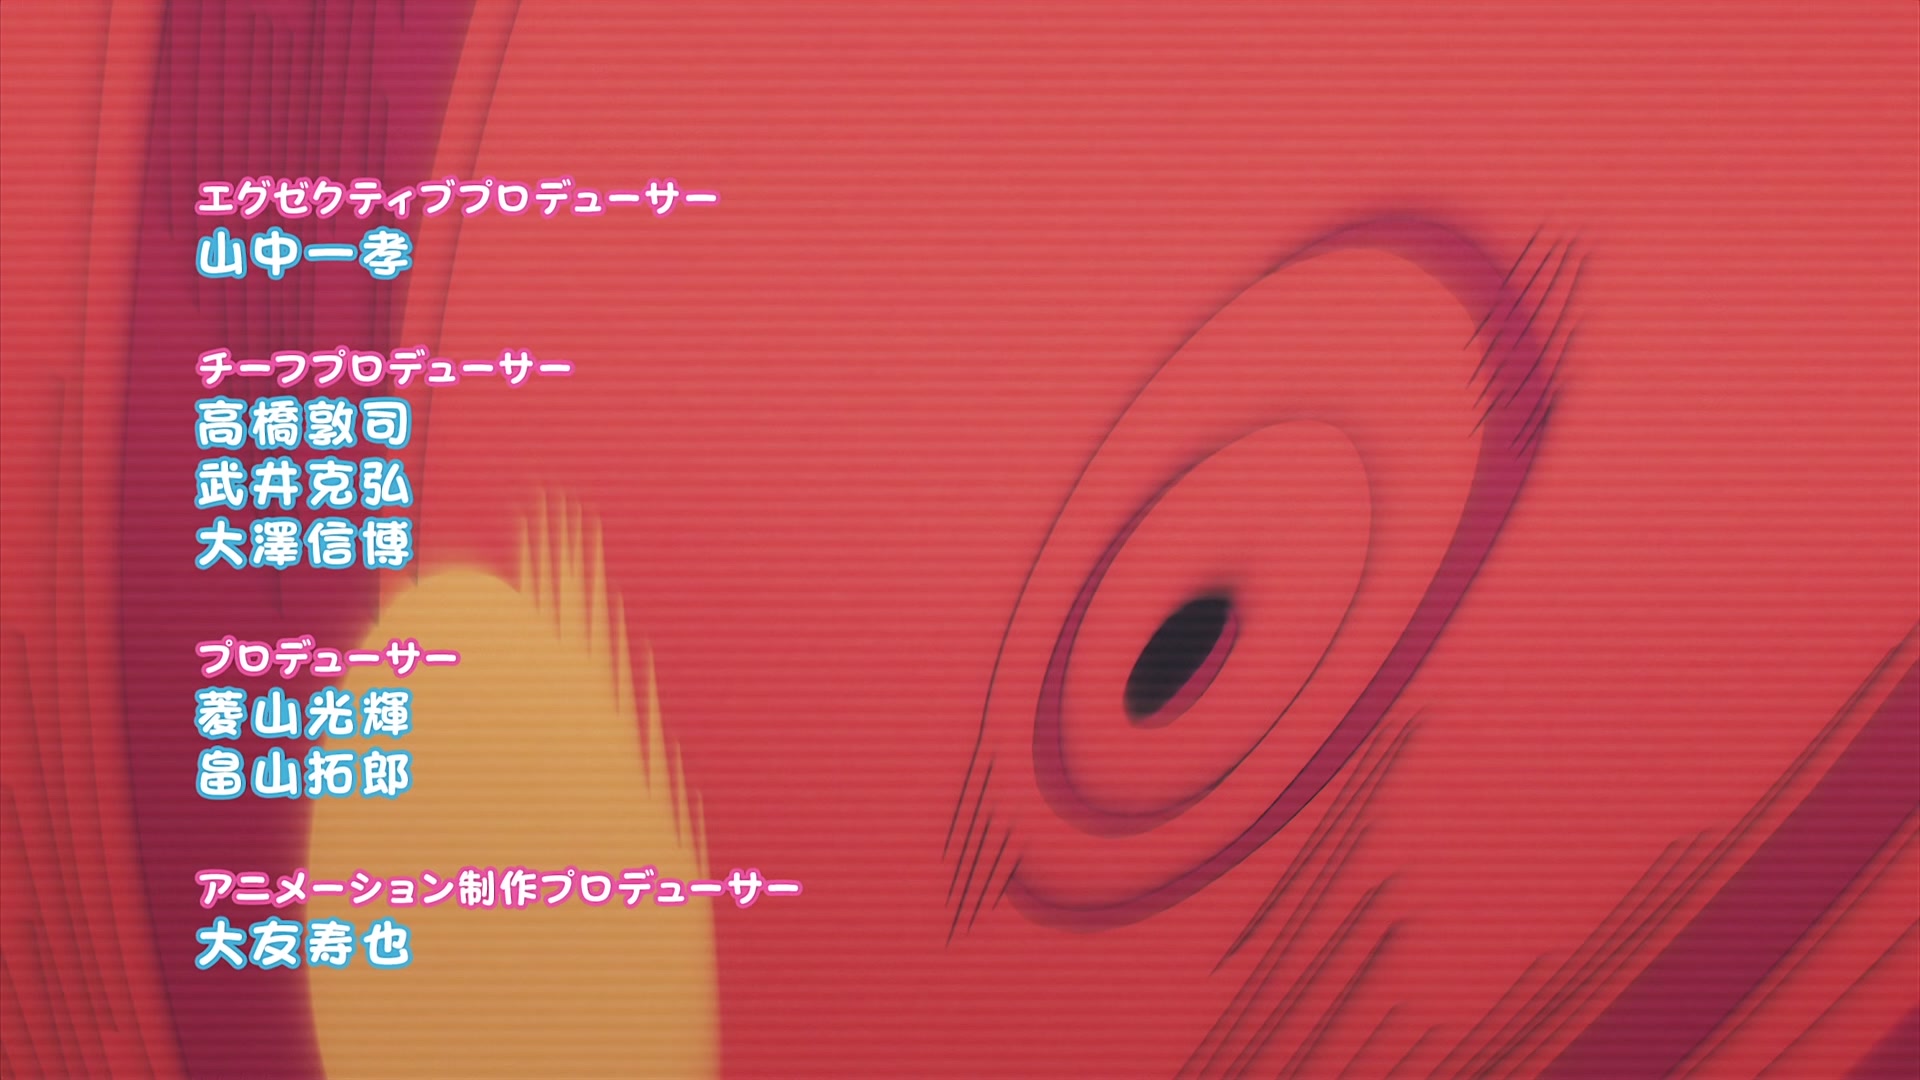 エグゼクティブプロデューサー
山中一孝
チーフプロデューサー
高橋敦司
武井克弘
大澤信博
プロデューサー
菱山光輝
畠山拓郎
アニメーション制作プロデューサー
大友寿也